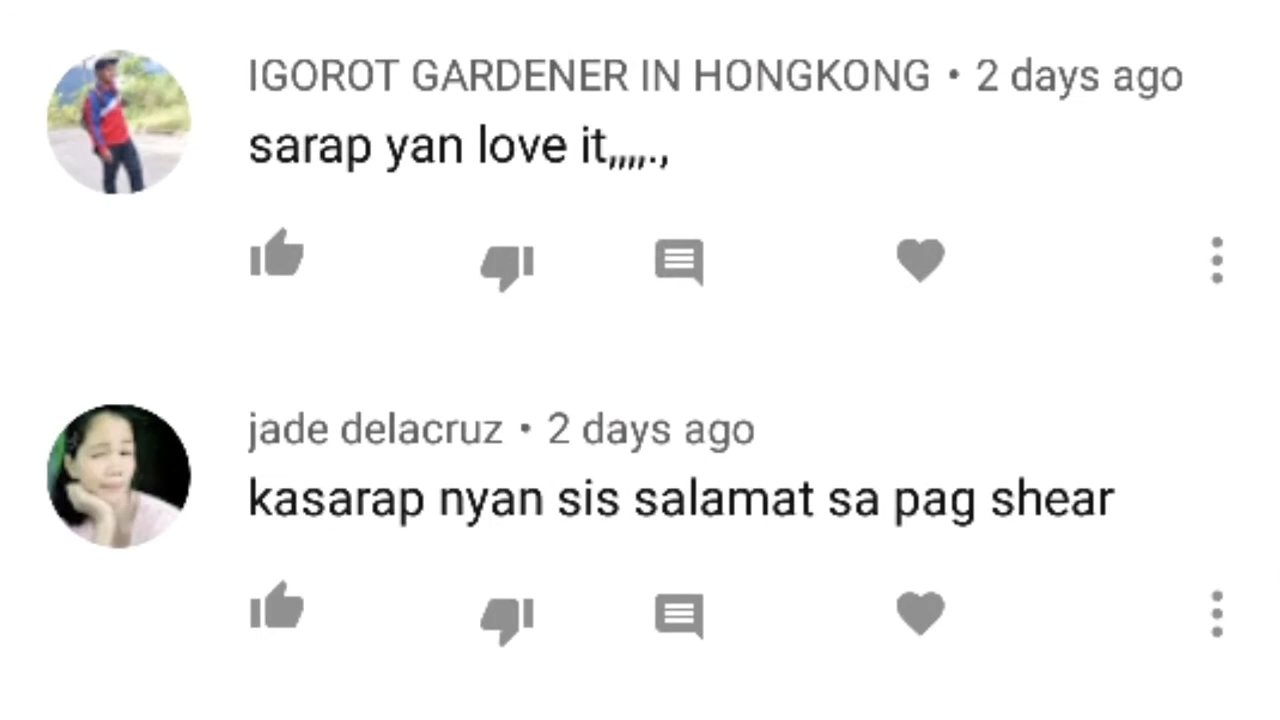 IGOROT GARDENER IN HONGKONG • 2 days ago
sarap yan love it,,,,,.,
jade delacruz • 2 days ago
kasarap nyan sis salamat sa pag shear